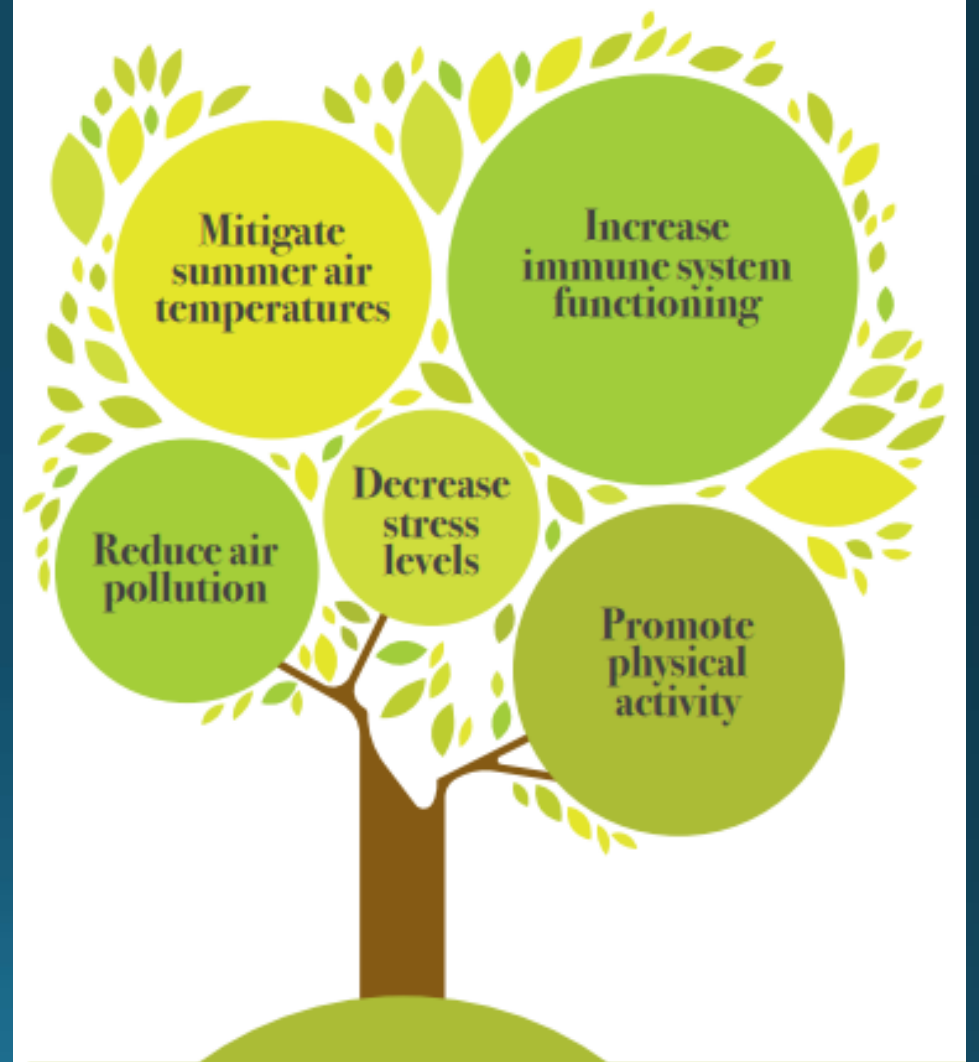 Mitigate
summer air
temperatures
Increase
immune system
functioning
Decrease
stress
levels
Reduce air
pollution
Promote
physical
activity